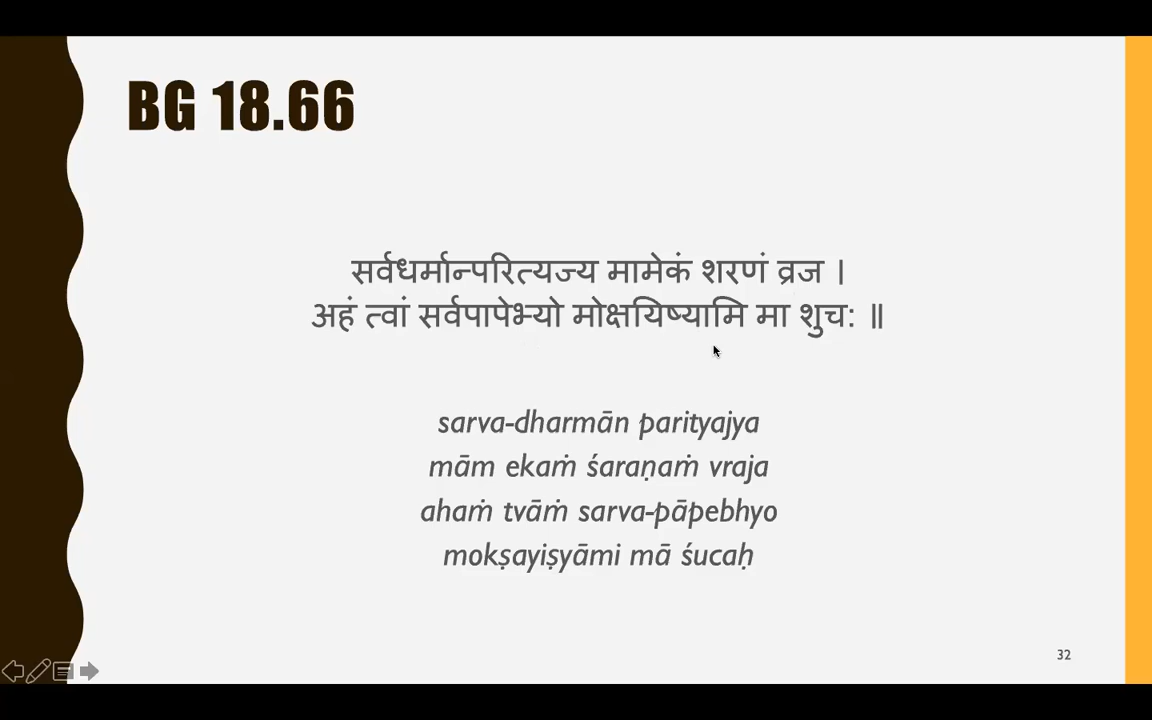 BG 18.66
सर्वधर्मान्परित्यज्य मामेकं शरणं व्रज |
अहं त्वां सर्वपापेभ्यो मोक्षयिष्यामि मा शुच: ॥
sarva-dharmān parityajya
mām ekaṁ śaraṇaṁ vraja
ahaṁ tvāṁ sarva-pāpebhyo
mokṣayiṣyāmi mā śucaḥ
32